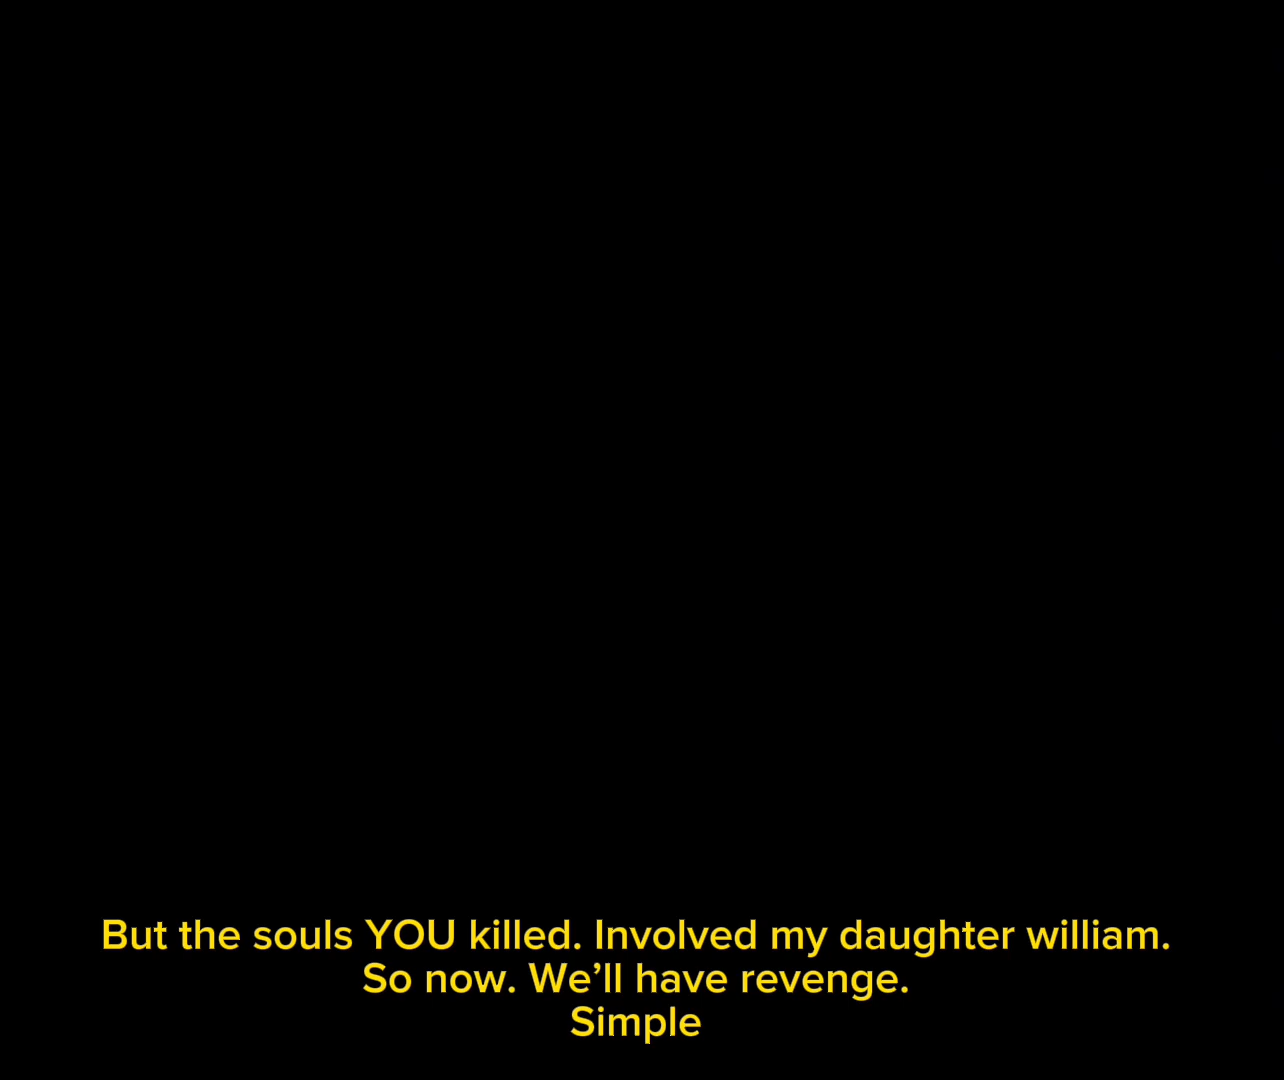 But the souls YOU killed. Involved my daughter william.
So now. We’ll have revenge.
Simple